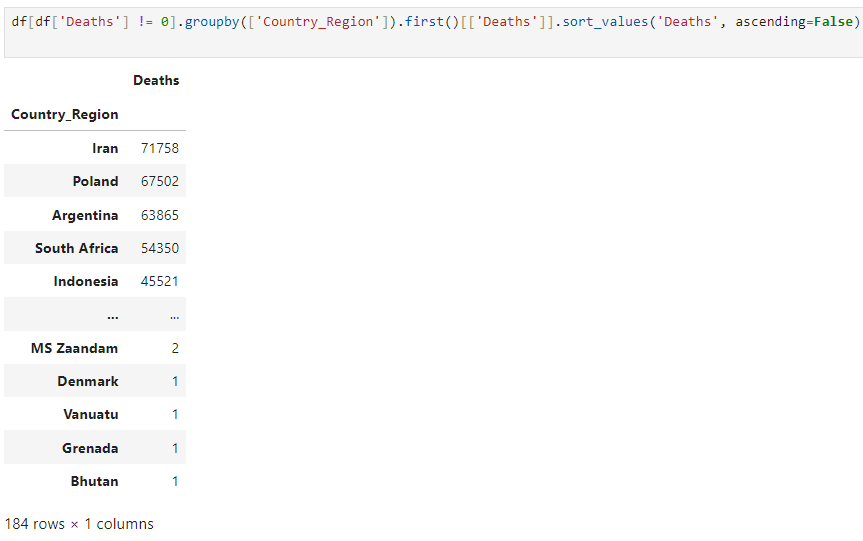 df[df['Deaths'] != 0].groupby(['Country_Region']).first()[['Deaths']].sort_values('Deaths', ascending=False)
Deaths
Country_Region
Iran 71758
Poland 67502
Argentina 63865
South Africa 54350
Indonesia 45521
... ...
MS Zaandam 2
Denmark 1
Vanuatu 1
Grenada 1
Bhutan 1
184 rows × 1 columns